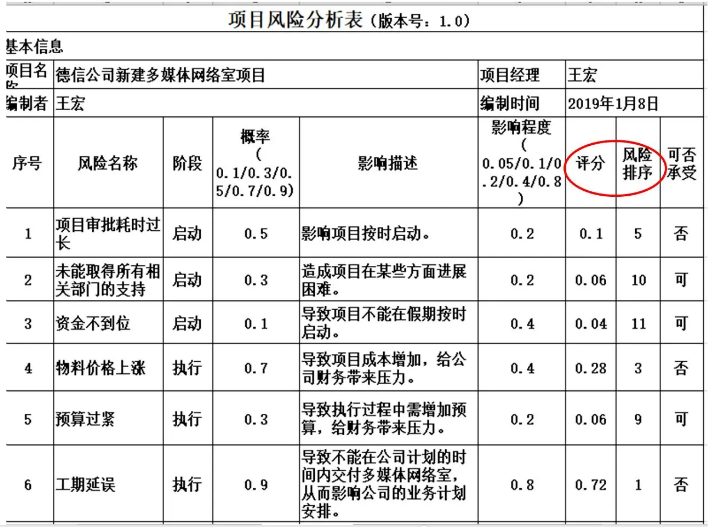 项目风险分析表(版本号: 1.0)
基本信息
项目名称 德信公司新建多媒体网络室项目 项目经理 王宏
编制者 王宏 编制时间 2019年1月8日
序号 风险名称 阶段 概率(0.1/0.3/0.5/0.7/0.9) 影响描述 影响程度(0.05/0.1/0.2/0.4/0.8) 评分 风险排序 可否承受
1 项目审批耗时过长 启动 0.5 影响项目按时启动。 0.2 0.1 5 否
2 未能取得所有相关部门的支持 启动 0.3 造成项目在某些方面进展困难。 0.2 0.06 10 可
3 资金不到位 启动 0.1 导致项目不能在假期按时启动。 0.4 0.04 11 可
4 物料价格上涨 执行 0.7 导致项目成本增加，给公司财务带来压力。 0.4 0.28 3 否
5 预算过紧 执行 0.3 导致执行过程中需增加预算，给财务带来压力。 0.2 0.06 9 可
6 工期延误 执行 0.9 导致不能在公司计划的时间内交付多媒体网络室，从而影响公司的业务计划安排。 0.8 0.72 1 否